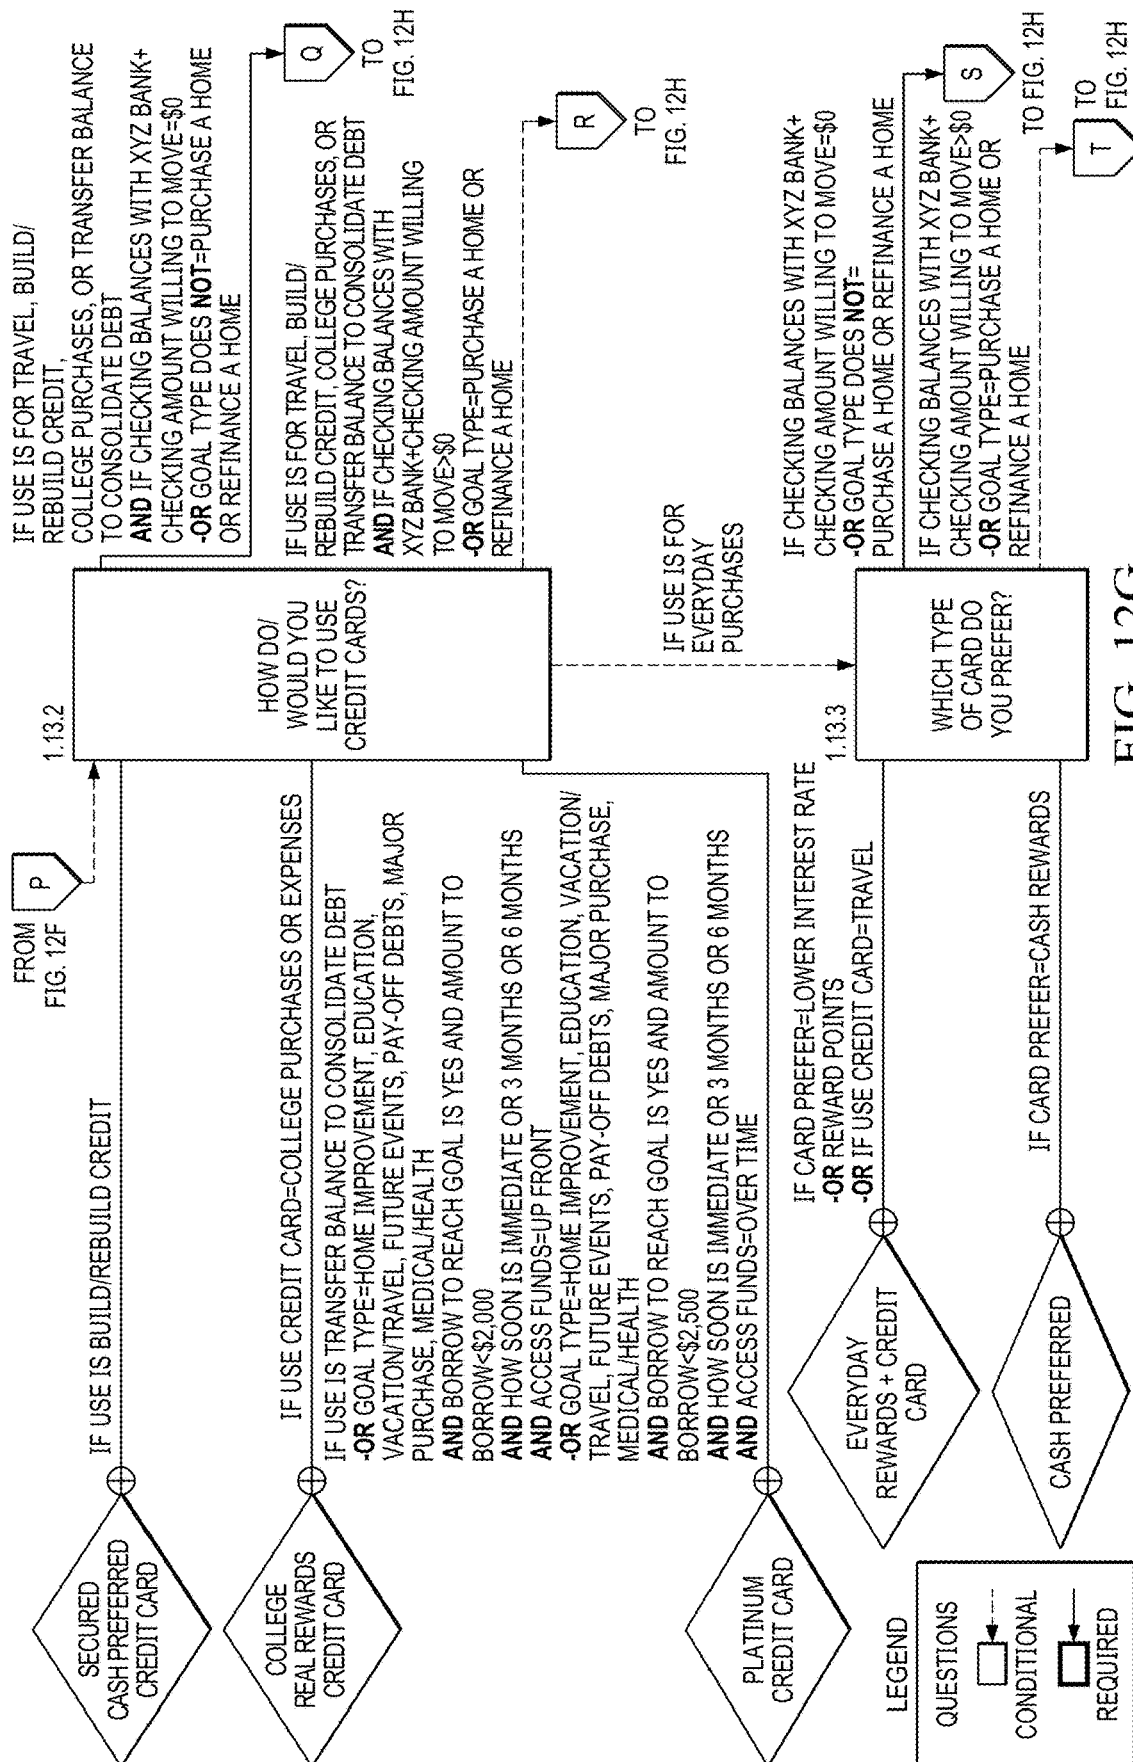 FROM
FIG. 12F
P
1.13.2
HOW DO/
WOULD YOU
LIKE TO USE
CREDIT CARDS?
IF USE IS FOR TRAVEL, BUILD/
REBUILD CREDIT,
COLLEGE PURCHASES, OR TRANSFER BALANCE
TO CONSOLIDATE DEBT
AND IF CHECKING BALANCES WITH XYZ BANK+
CHECKING AMOUNT WILLING TO MOVE=$0
-OR GOAL TYPE DOES NOT=PURCHASE A HOME
OR REFINANCE A HOME
Q
TO
FIG. 12H
IF USE IS FOR TRAVEL, BUILD/
REBUILD CREDIT, COLLEGE PURCHASES, OR
TRANSFER BALANCE TO CONSOLIDATE DEBT
AND IF CHECKING BALANCES WITH
XYZ BANK+CHECKING AMOUNT WILLING
TO MOVE>$0
-OR GOAL TYPE=PURCHASE A HOME OR
REFINANCE A HOME
R
TO
FIG. 12H
IF USE IS BUILD/REBUILD CREDIT
SECURED
CASH PREFERRED
CREDIT CARD
IF USE CREDIT CARD=COLLEGE PURCHASES OR EXPENSES
COLLEGE
REAL REWARDS
CREDIT CARD
IF USE IS TRANSFER BALANCE TO CONSOLIDATE DEBT
-OR GOAL TYPE=HOME IMPROVEMENT, EDUCATION,
VACATION/TRAVEL, FUTURE EVENTS, PAY-OFF DEBTS, MAJOR
PURCHASE, MEDICAL/HEALTH
AND BORROW TO REACH GOAL IS YES AND AMOUNT TO
BORROW<$2,000
AND HOW SOON IS IMMEDIATE OR 3 MONTHS OR 6 MONTHS
AND ACCESS FUNDS=UP FRONT
-OR GOAL TYPE=HOME IMPROVEMENT, EDUCATION, VACATION/
TRAVEL, FUTURE EVENTS, PAY-OFF DEBTS, MAJOR PURCHASE,
MEDICAL/HEALTH
AND BORROW TO REACH GOAL IS YES AND AMOUNT TO
BORROW<$2,500
AND HOW SOON IS IMMEDIATE OR 3 MONTHS OR 6 MONTHS
AND ACCESS FUNDS=OVER TIME
PLATINUM
CREDIT CARD
IF USE IS FOR
EVERYDAY
PURCHASES
1.13.3
WHICH TYPE
OF CARD DO
YOU PREFER?
IF CHECKING BALANCES WITH XYZ BANK+
CHECKING AMOUNT WILLING TO MOVE=$0
-OR GOAL TYPE DOES NOT=
PURCHASE A HOME OR REFINANCE A HOME
S
TO FIG. 12H
IF CHECKING BALANCES WITH XYZ BANK+
CHECKING AMOUNT WILLING TO MOVE>$0
-OR GOAL TYPE=PURCHASE A HOME OR
REFINANCE A HOME
T
TO
FIG. 12H
IF CARD PREFER=LOWER INTEREST RATE
-OR REWARD POINTS
-OR IF USE CREDIT CARD=TRAVEL
EVERYDAY
REWARDS + CREDIT
CARD
IF CARD PREFER=CASH REWARDS
CASH PREFERRED
LEGEND
QUESTIONS
CONDITIONAL
REQUIRED
FIG. 12G